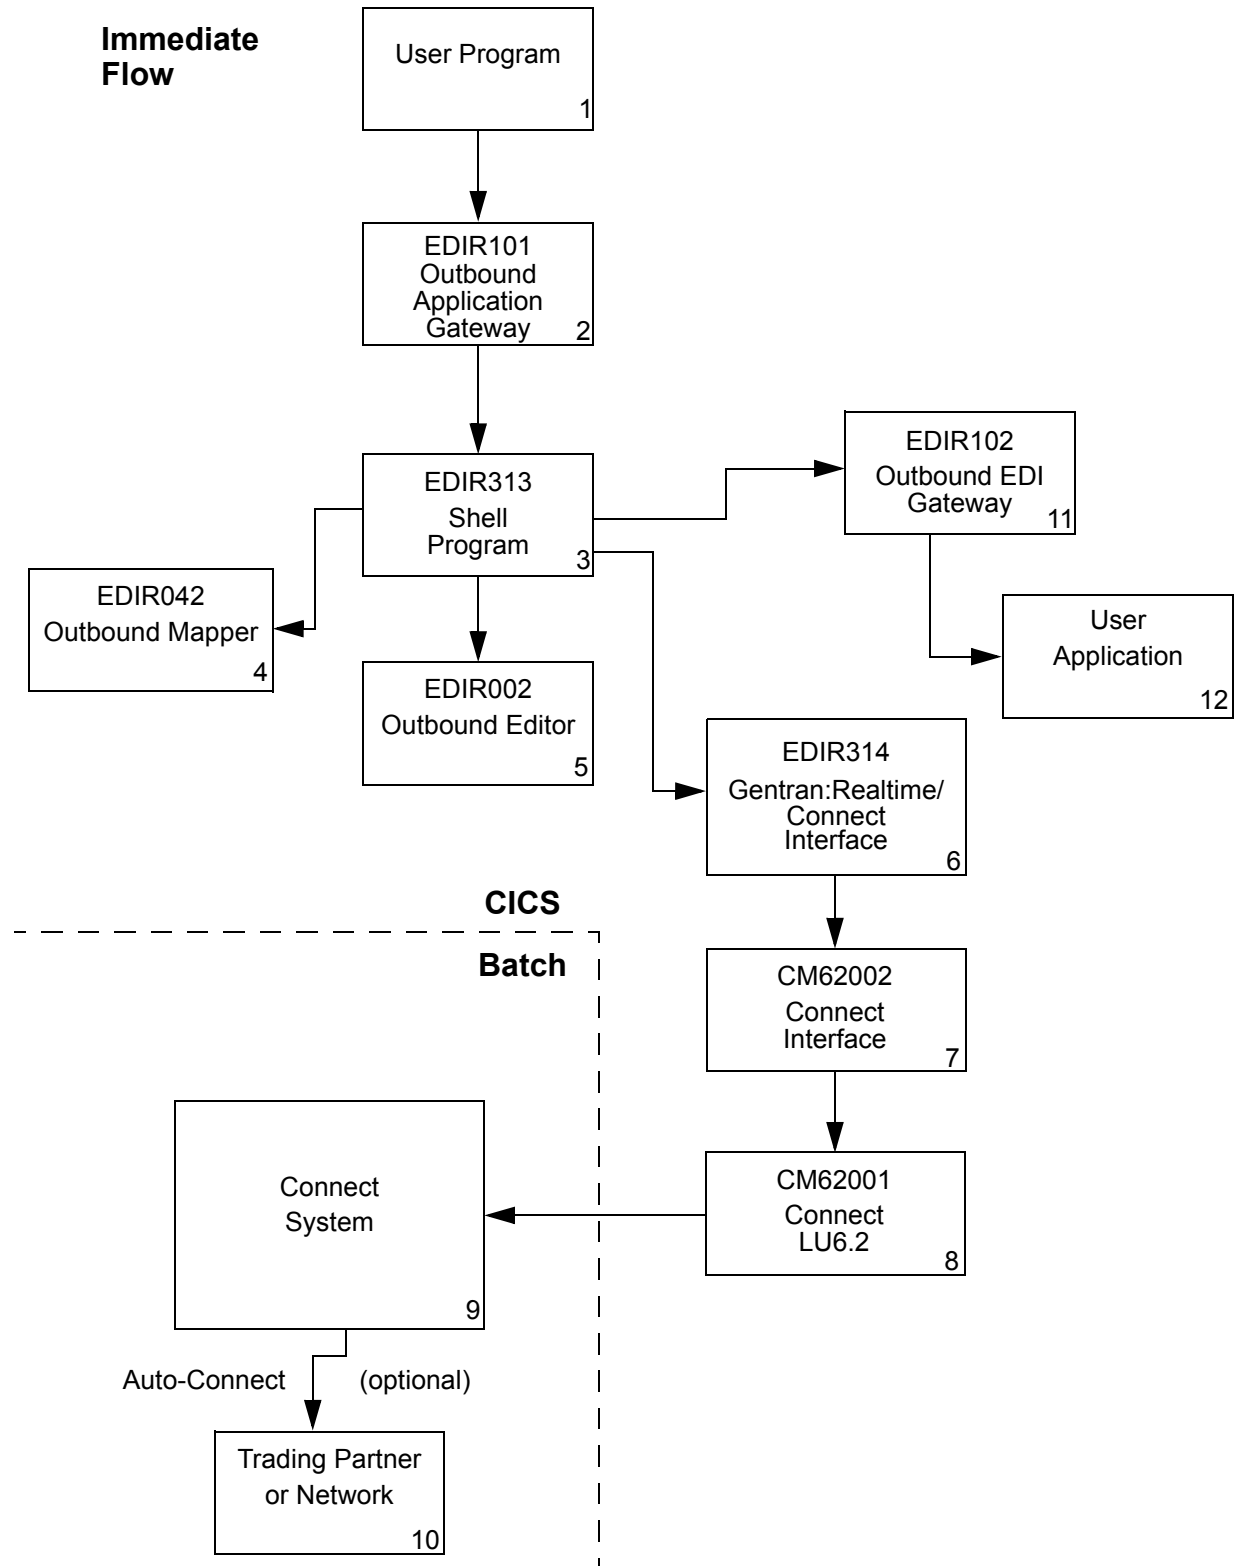 Immediate
Flow
User Program
1
EDIR101
Outbound
Application
Gateway
2
EDIR313
Shell
Program
3
EDIR102
Outbound EDI
Gateway
11
EDIR042
Outbound Mapper
4
User
Application
12
EDIR002
Outbound Editor
5
EDIR314
Gentran:Realtime/
Connect
Interface
6
CICS
Batch
CM62002
Connect
Interface
7
Connect
System
9
CM62001
Connect
LU6.2
8
Auto-Connect (optional)
Trading Partner
or Network
10